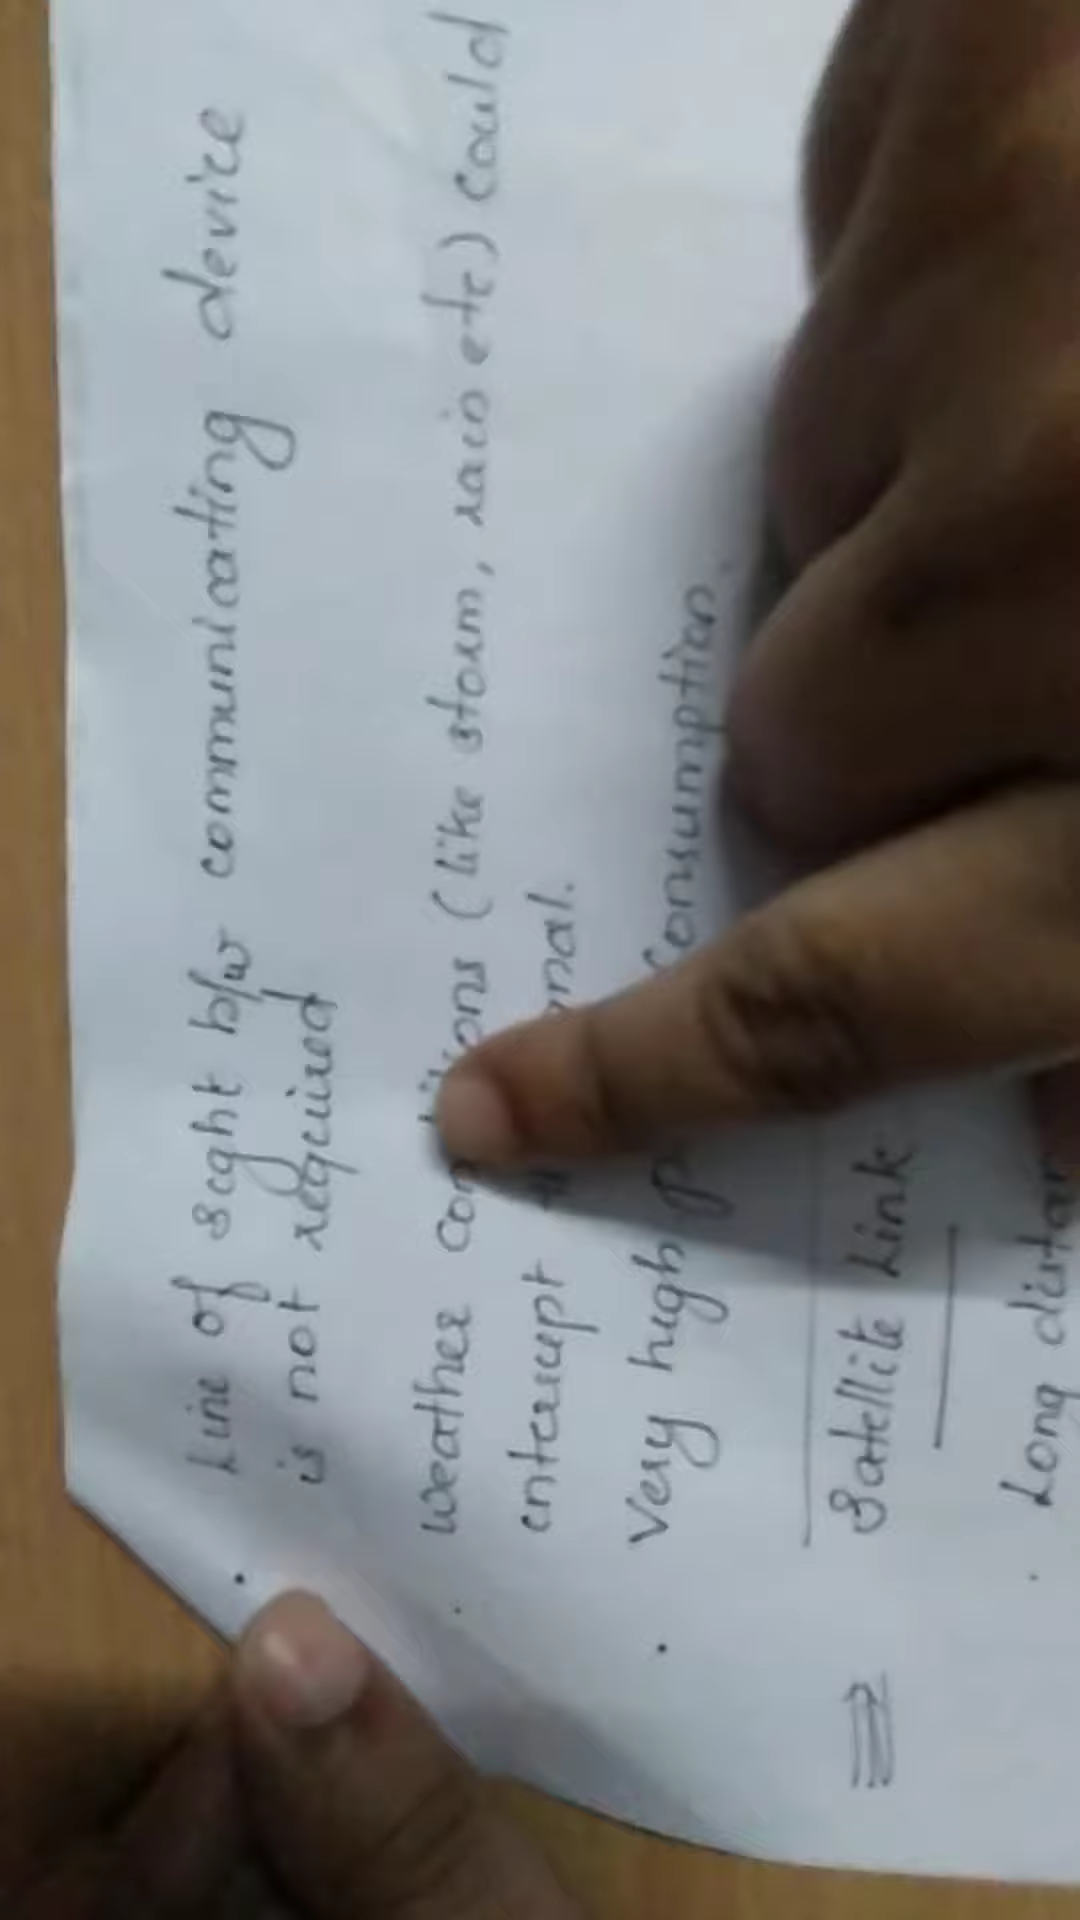 • Line of sight b/w communicating device
is not required
• Weather conditions (like storm, rain etc) could
intercept
• Very high consumption.
Satellite Link
• Long